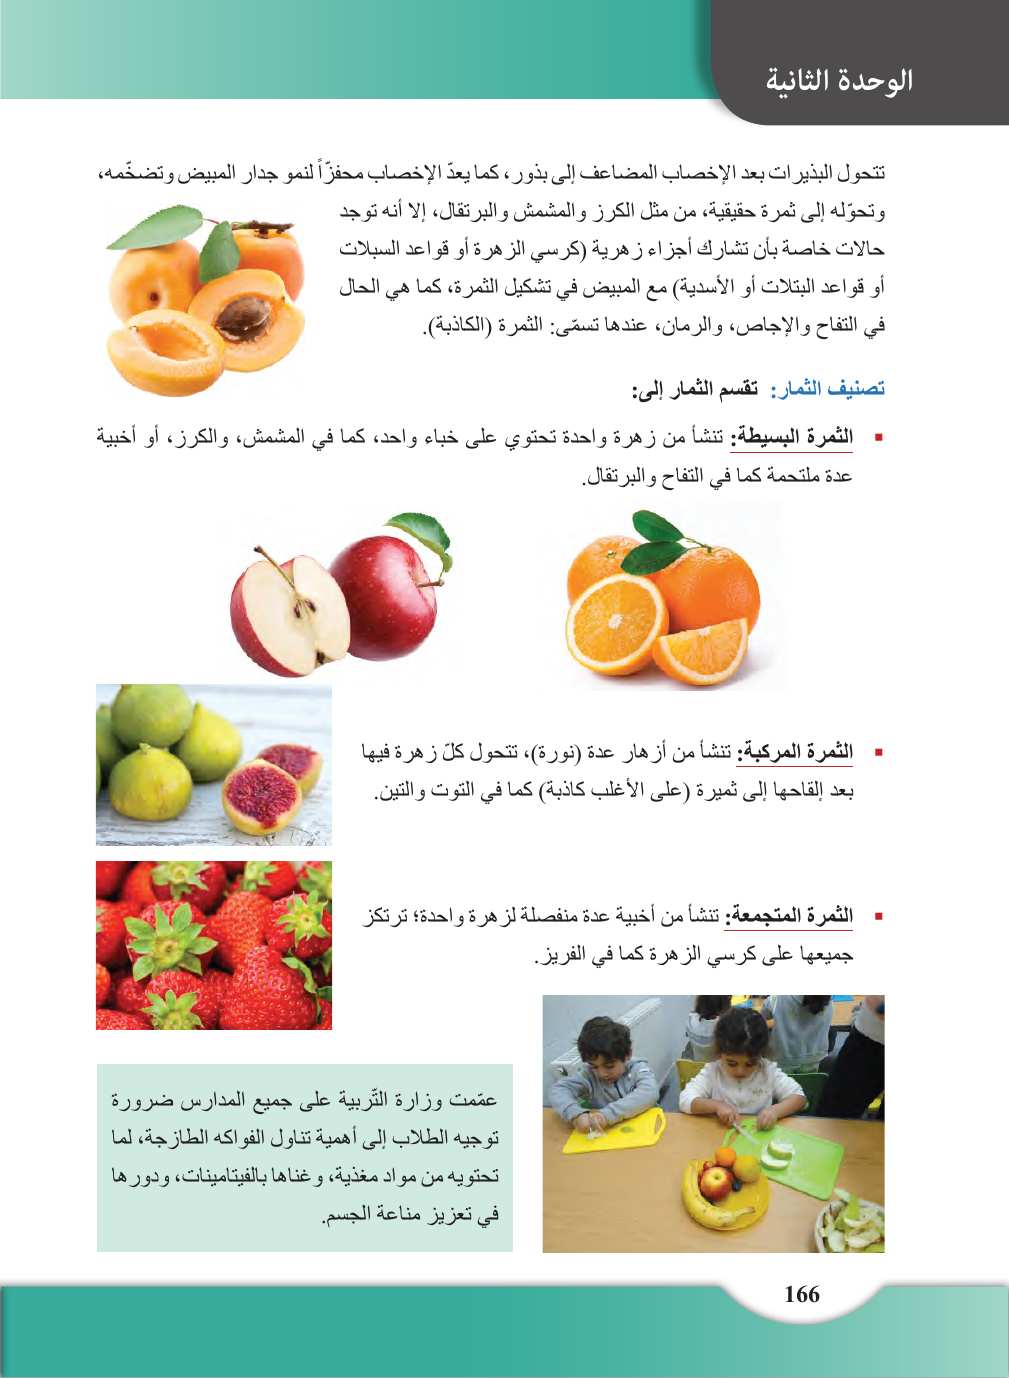 الوحدة الثانية
تتحول البذيرات بعد الإخصاب المضاعف إلى بذور، كما يعدّ الإخصاب محفزّاً لنمو جدار المبيض وتضخّمه،
وتحوّله إلى ثمرة حقيقية، من مثل الكرز والمشمش والبرتقال، إلا أنه توجد
حالات خاصة بأن تشارك أجزاء زهرية (كرسي الزهرة أو قواعد السبلات
أو قواعد البتلات أو الأسدية) مع المبيض في تشكيل الثمرة، كما هي الحال
في التفاح والإجاص، والرمان، عندها تسمّى: الثمرة (الكاذبة).
تصنيف الثمار: تقسم الثمار إلى:
▪ الثمرة البسيطة: تنشأ من زهرة واحدة تحتوي على خباء واحد، كما في المشمش، والكرز، أو أخبية
عدة ملتحمة كما في التفاح والبرتقال.
▪ الثمرة المركبة: تنشأ من أزهار عدة (نورة)، تتحول كلّ زهرة فيها
بعد إلقاحها إلى ثميرة (على الأغلب كاذبة) كما في التوت والتين.
▪ الثمرة المتجمعة: تنشأ من أخبية عدة منفصلة لزهرة واحدة؛ ترتكز
جميعها على كرسي الزهرة كما في الفريز.
عمّمت وزارة التّربية على جميع المدارس ضرورة
توجيه الطلاب إلى أهمية تناول الفواكه الطازجة، لما
تحتويه من مواد مغذية، وغناها بالفيتامينات، ودورها
في تعزيز مناعة الجسم.
166